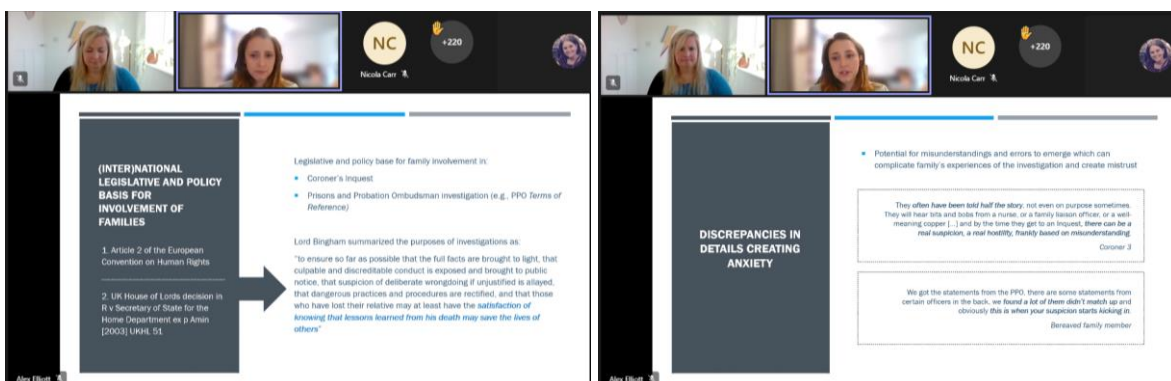 NC
+220
Nicola Carr
(INTER)NATIONAL
LEGISLATIVE AND POLICY
BASIS FOR
INVOLVEMENT OF
FAMILIES
1. Article 2 of the European
Convention on Human Rights
2. UK House of Lords decision in
R v Secretary of State for the
Home Department ex p Amin
[2003] UKHL 51
Legislative and policy base for family involvement in:
Coroner's Inquest
Prisons and Probation Ombudsman investigation (e.g., PPO Terms of
Reference)
Lord Bingham summarized the purposes of investigations as:
"to ensure so far as possible that the full facts are brought to light, that
culpable and discreditable conduct is exposed and brought to public
notice, that suspicion of deliberate wrongdoing if unjustified is allayed,
that dangerous practices and procedures are rectified, and that those
who have lost their relative may at least have the satisfaction of
knowing that lessons learned from his death may save the lives of
others"
Alex Elliott
NC
+220
Nicola Carr
DISCREPANCIES IN
DETAILS CREATING
ANXIETY
Potential for misunderstandings and errors to emerge which can
complicate family's experiences of the investigation and create mistrust
They often have been told half the story, not even on purpose sometimes.
They will hear bits and bobs from a nurse, or a family liaison officer, or a well-
meaning copper [...] and by the time they get to an Inquest, there can be a
real suspicion, a real hostility, frankly based on misunderstanding.
Coroner 3
We got the statements from the PPO, there are some statements from
certain officers in the back, we found a lot of them didn't match up and
obviously this is when your suspicion starts kicking in.
Bereaved family member
Alex Elliott